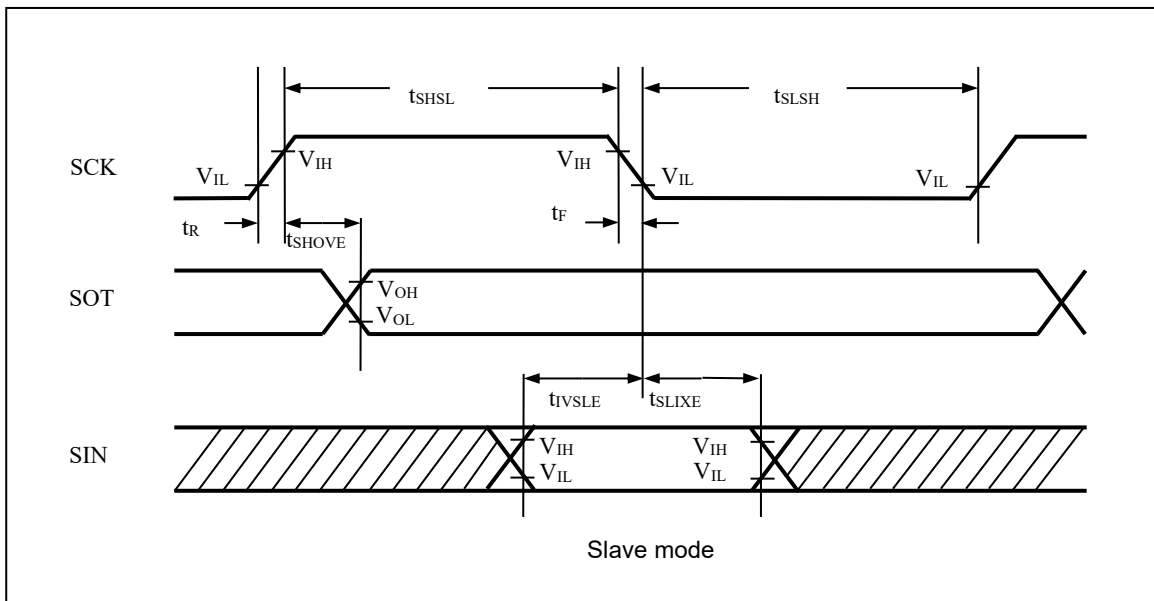 tSHSL tSLSH
SCK VIL VIH VIH VIL VIL
tR tSHOVE tF
SOT VOH
VOL
tIVSLE tSLIXE
SIN VIH VIH
VIL VIL
Slave mode